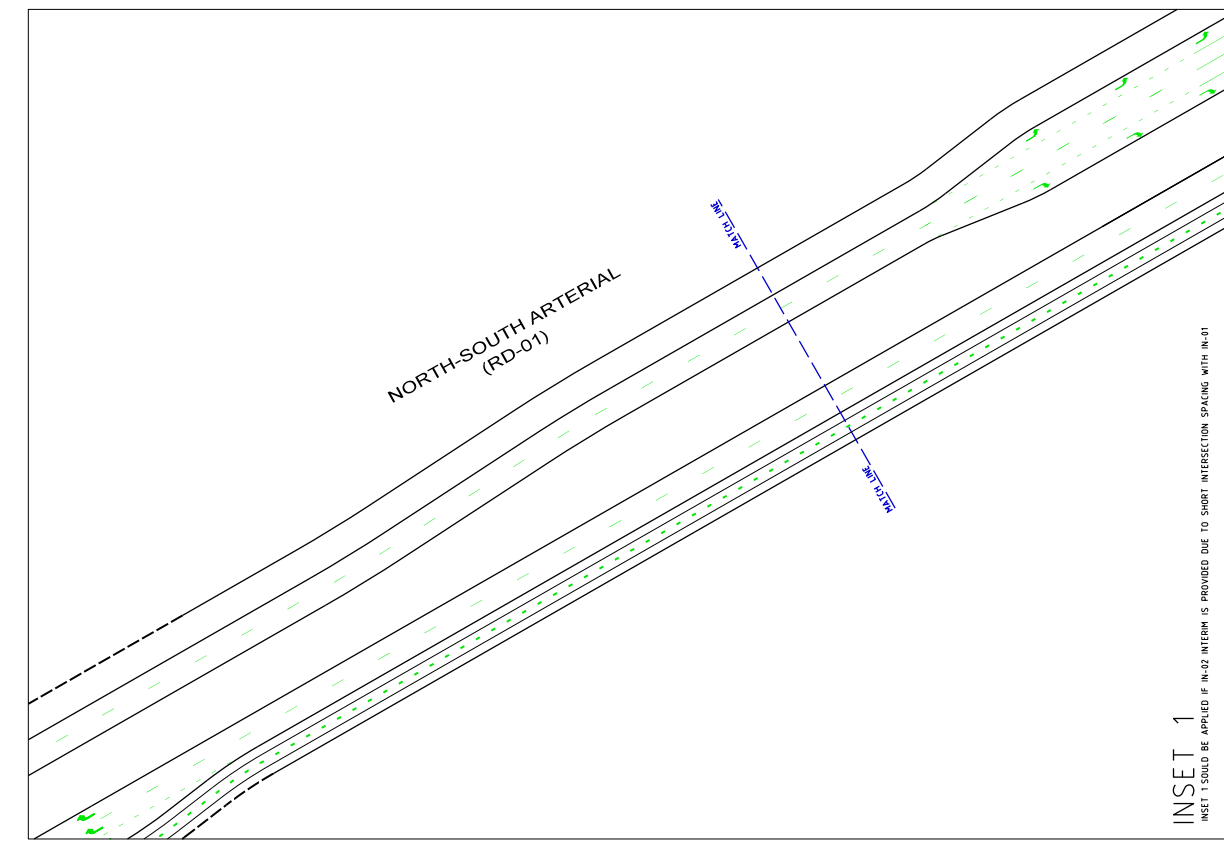 MATCH LINE
NORTH-SOUTH ARTERIAL
(RD-01)
MATCH LINE
INSET 1
INSET 1 SOULD BE APPLIED IF IN-02 INTERIM IS PROVIDED DUE TO SHORT INTERSECTION SPACING WITH IN-01